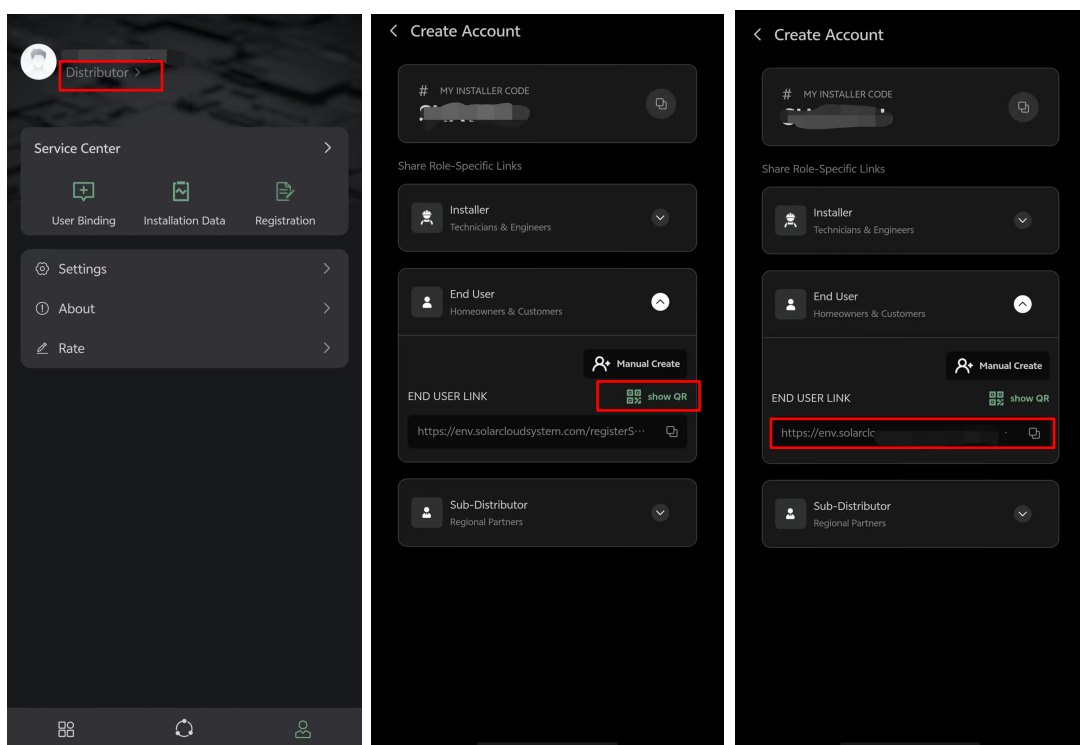 Distributor >
Service Center
User Binding
Installation Data
Registration
Settings
About
Rate
Create Account
# MY INSTALLER CODE
Share Role-Specific Links
Installer
Technicians & Engineers
End User
Homeowners & Customers
Manual Create
END USER LINK
show QR
https://env.solarcloudsystem.com/registerS···
Sub-Distributor
Regional Partners
Create Account
# MY INSTALLER CODE
Share Role-Specific Links
Installer
Technicians & Engineers
End User
Homeowners & Customers
Manual Create
END USER LINK
show QR
https://env.solarclc
Sub-Distributor
Regional Partners